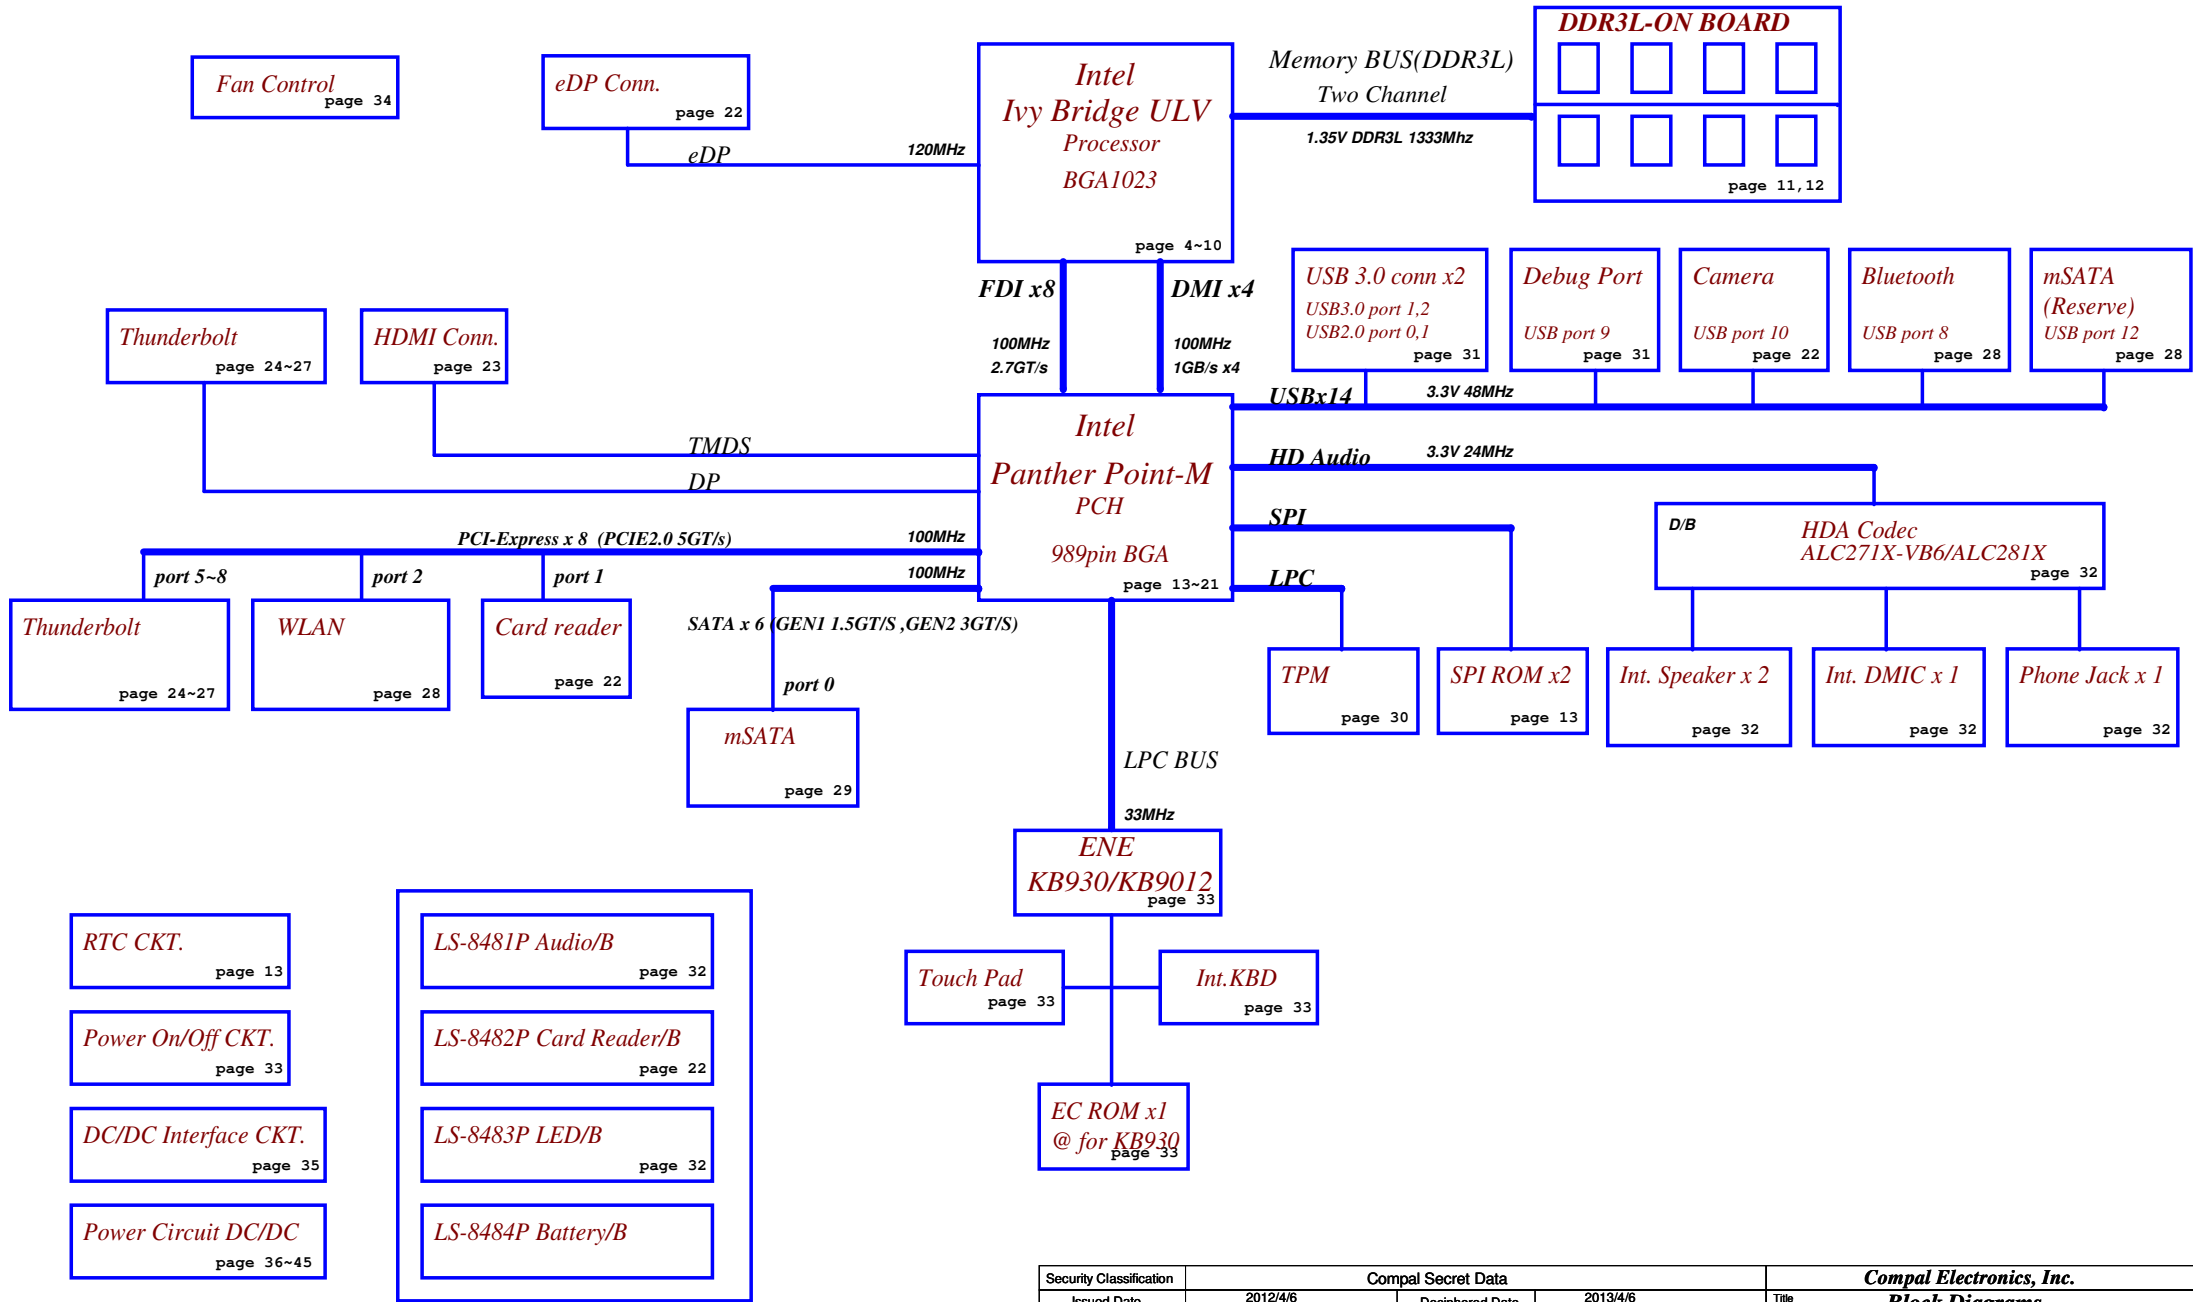 DDR3L-ON BOARD
page 11,12
Memory BUS(DDR3L)
Two Channel
1.35V DDR3L 1333Mhz
Fan Control
page 34
eDP Conn.
page 22
eDP
120MHz
Intel
Ivy Bridge ULV
Processor
BGA1023
page 4~10
FDI x8
DMI x4
100MHz
2.7GT/s
100MHz
1GB/s x4
USB 3.0 conn x2
USB3.0 port 1,2
USB2.0 port 0,1
page 31
Debug Port
USB port 9
page 31
Camera
USB port 10
page 22
Bluetooth
USB port 8
page 28
mSATA
(Reserve)
USB port 12
page 28
Thunderbolt
page 24~27
HDMI Conn.
page 23
USBx14
3.3V 48MHz
TMDS
DP
Intel
Panther Point-M
PCH
989pin BGA
page 13~21
HD Audio
3.3V 24MHz
SPI
LPC
D/B
HDA Codec
ALC271X-VB6/ALC281X
page 32
PCI-Express x 8 (PCIE2.0 5GT/s)
100MHz
100MHz
port 5~8
port 2
port 1
Thunderbolt
page 24~27
WLAN
page 28
Card reader
page 22
SATA x 6 (GEN1 1.5GT/S ,GEN2 3GT/S)
port 0
mSATA
page 29
TPM
page 30
SPI ROM x2
page 13
Int. Speaker x 2
page 32
Int. DMIC x 1
page 32
Phone Jack x 1
page 32
LPC BUS
33MHz
ENE
KB930/KB9012
page 33
Touch Pad
page 33
Int.KBD
page 33
EC ROM x1
@ for KB930
page 33
RTC CKT.
page 13
Power On/Off CKT.
page 33
DC/DC Interface CKT.
page 35
Power Circuit DC/DC
page 36~45
LS-8481P Audio/B
page 32
LS-8482P Card Reader/B
page 22
LS-8483P LED/B
page 32
LS-8484P Battery/B
Security Classification
Compal Secret Data
Compal Electronics, Inc.
Issued Date
2012/4/6
Deciphered Date
2013/4/6
Title
Block Diagrams